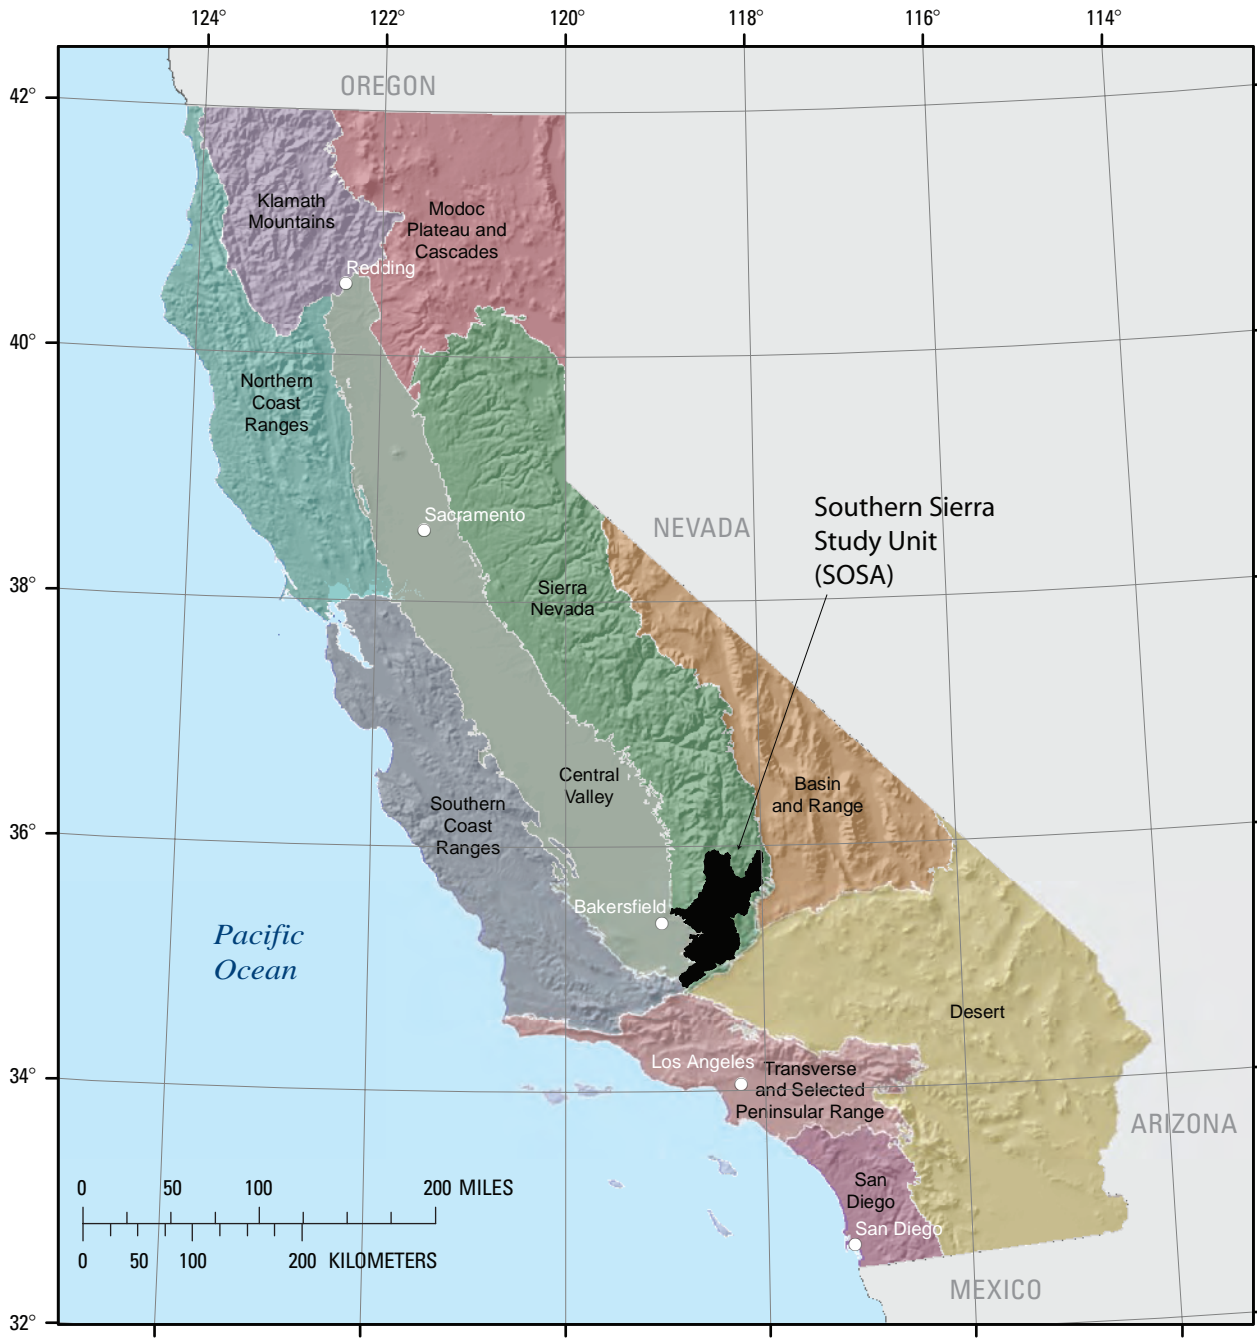 124°
122°
120°
118°
116°
114°
42°
40°
38°
36°
34°
32°
OREGON
Klamath
Mountains
Modoc
Plateau and
Cascades
Redding
Northern
Coast
Ranges
Sacramento
NEVADA
Southern Sierra
Study Unit
(SOSA)
Sierra
Nevada
Central
Valley
Basin
and Range
Southern
Coast
Ranges
Bakersfield
Pacific
Ocean
Desert
Los Angeles
Transverse
and Selected
Peninsular Range
ARIZONA
San
Diego
San Diego
MEXICO
0 50 100 200 MILES
0 50 100 200 KILOMETERS